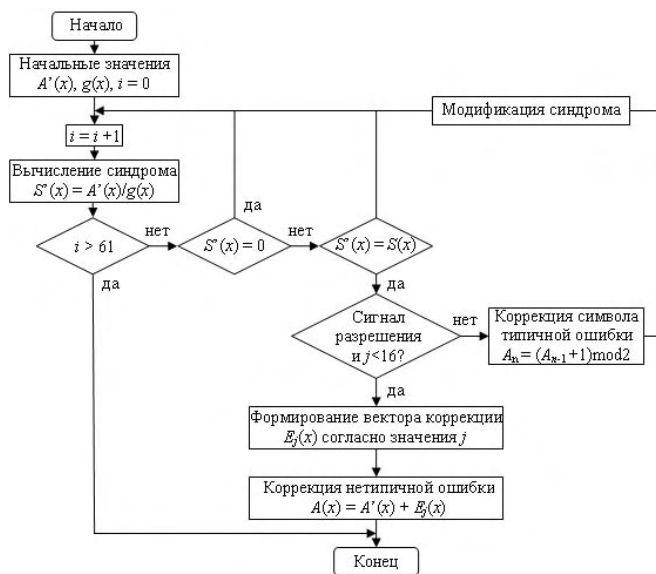 Начало
Начальные значения
A’(x), g(x), i = 0
Модификация синдрома
i = i +1
Вычисление синдрома
S’(x) = A’(x)/g(x)
да
i > 61
нет
S’(x) = 0
нет
S’(x) = S(x)
да
да
Сигнал
разрешения
и j<16?
нет
Коррекция символа
типичной ошибки
Aₙ = (Aₙ₋₁+1)mod2
да
Формирование вектора коррекции
Eⱼ(x) согласно значения j
Коррекция нетипичной ошибки
A(x) = A’(x) + Eⱼ(x)
Конец